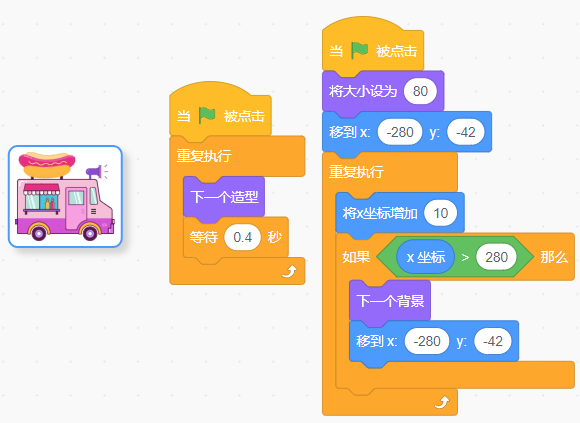 当 被点击
重复执行
下一个造型
等待 0.4 秒
当 被点击
将大小设为 80
移到 x: -280 y: -42
重复执行
将x坐标增加 10
如果 x 坐标 > 280 那么
下一个背景
移到 x: -280 y: -42